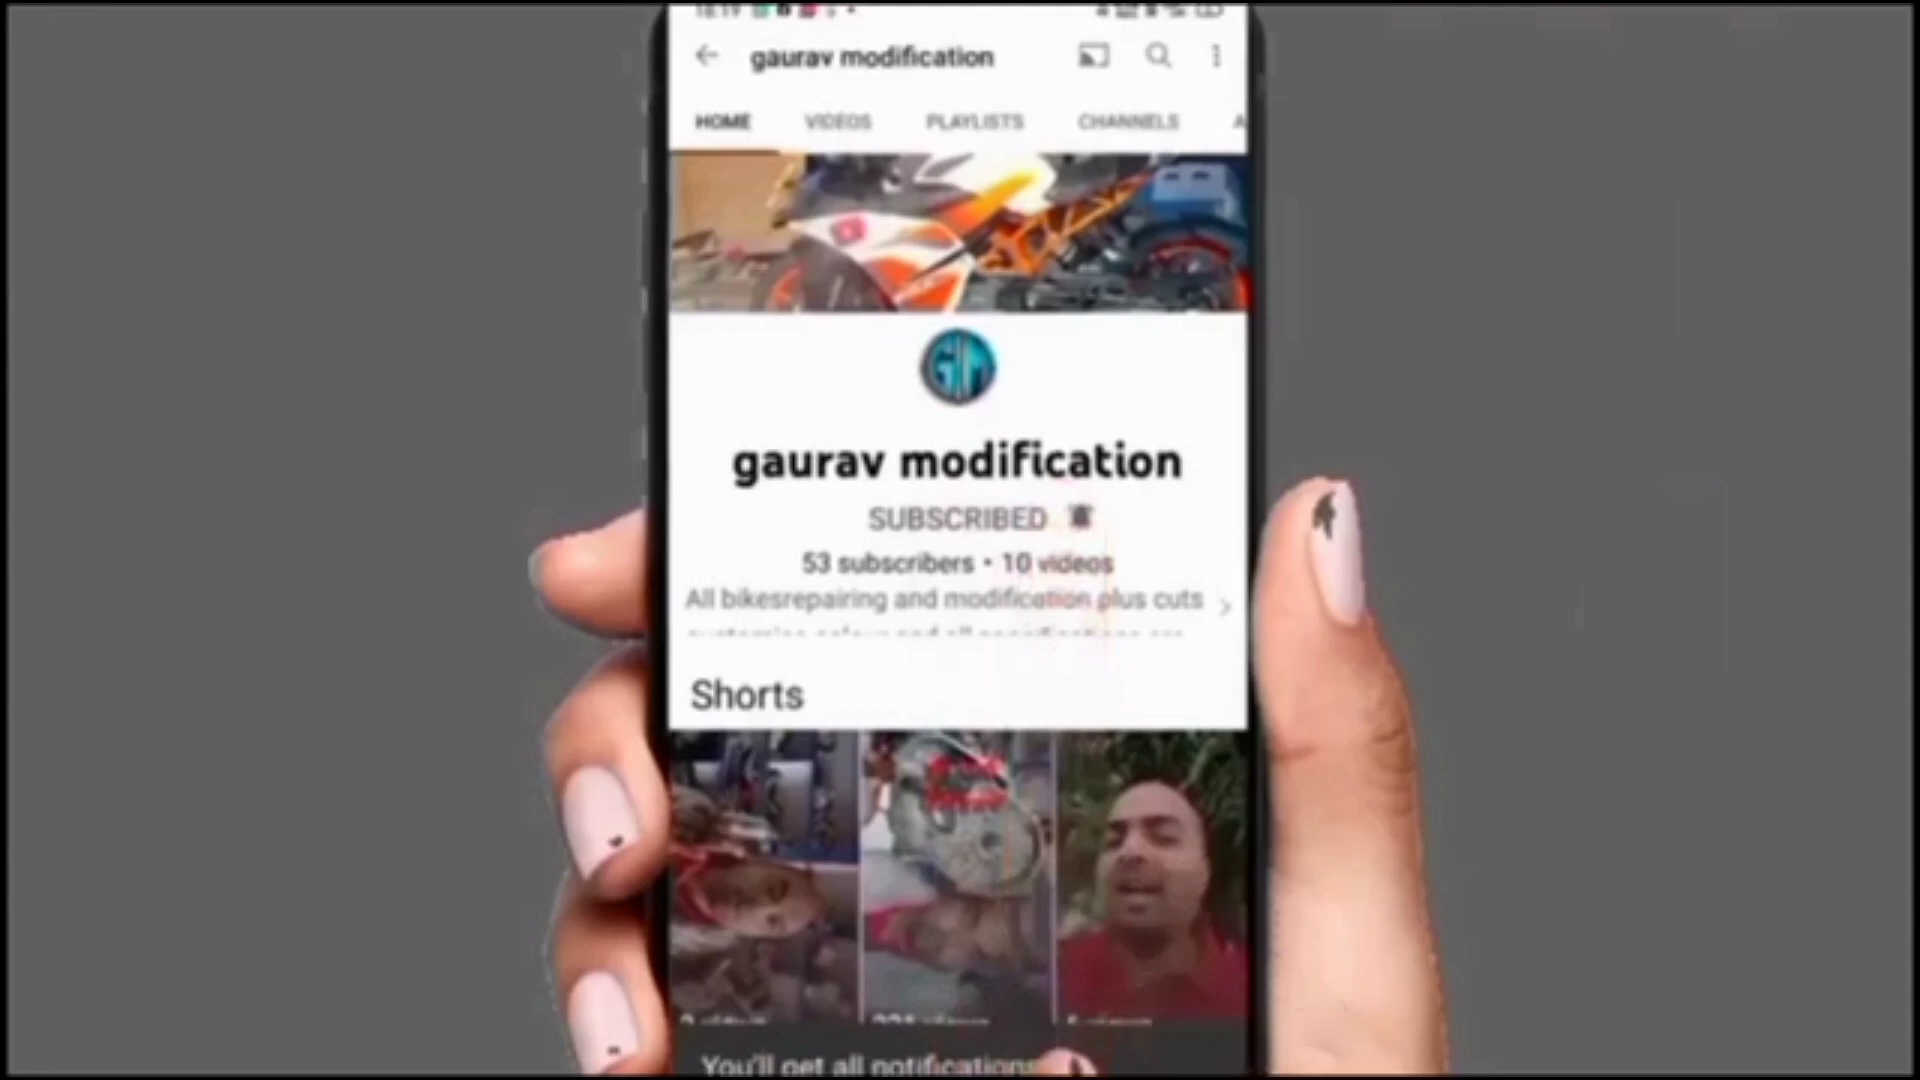 gaurav modification
HOME VIDEOS PLAYLISTS CHANNELS A
GM
gaurav modification
SUBSCRIBED
53 subscribers • 10 videos
All bikesrepairing and modification plus cuts
Shorts
You'll get all notifications